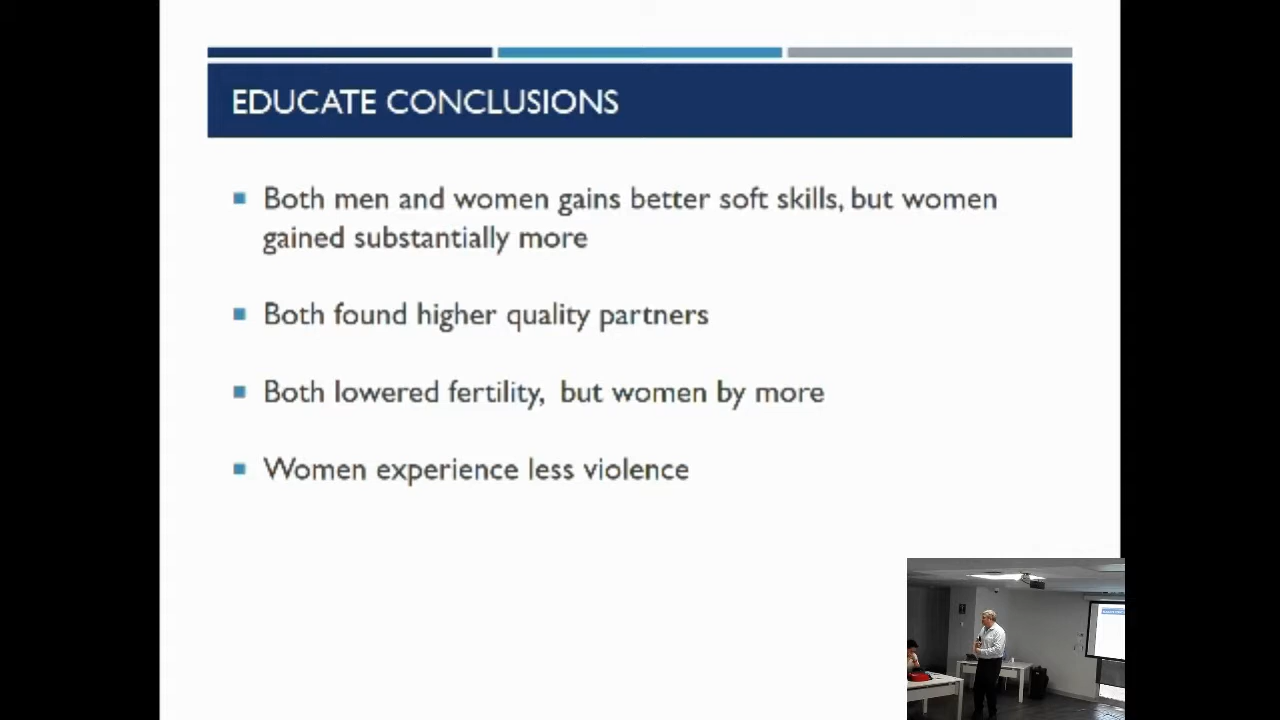 EDUCATE CONCLUSIONS
Both men and women gains better soft skills, but women
gained substantially more
Both found higher quality partners
Both lowered fertility, but women by more
Women experience less violence